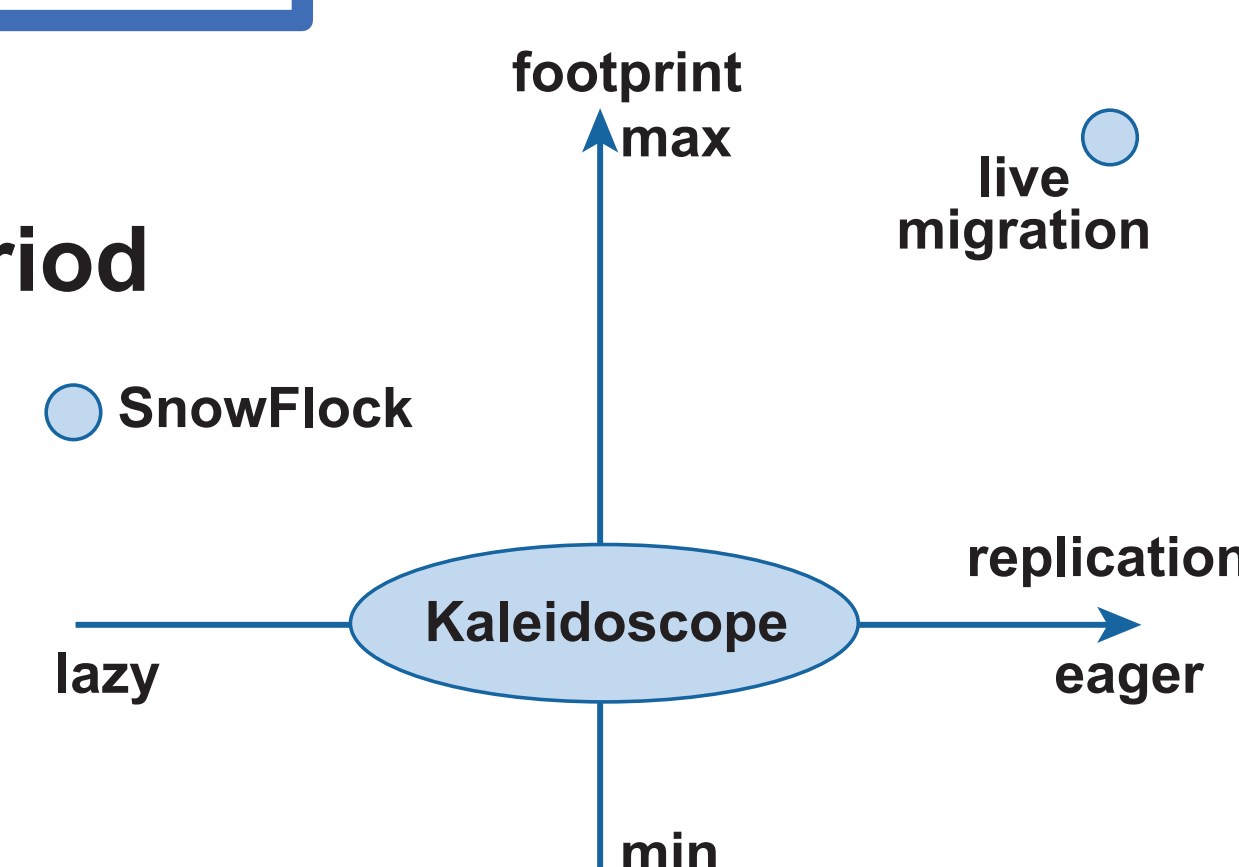 footprint
max
live
migration
riod
SnowFlock
replication
Kaleidoscope
lazy
eager
min